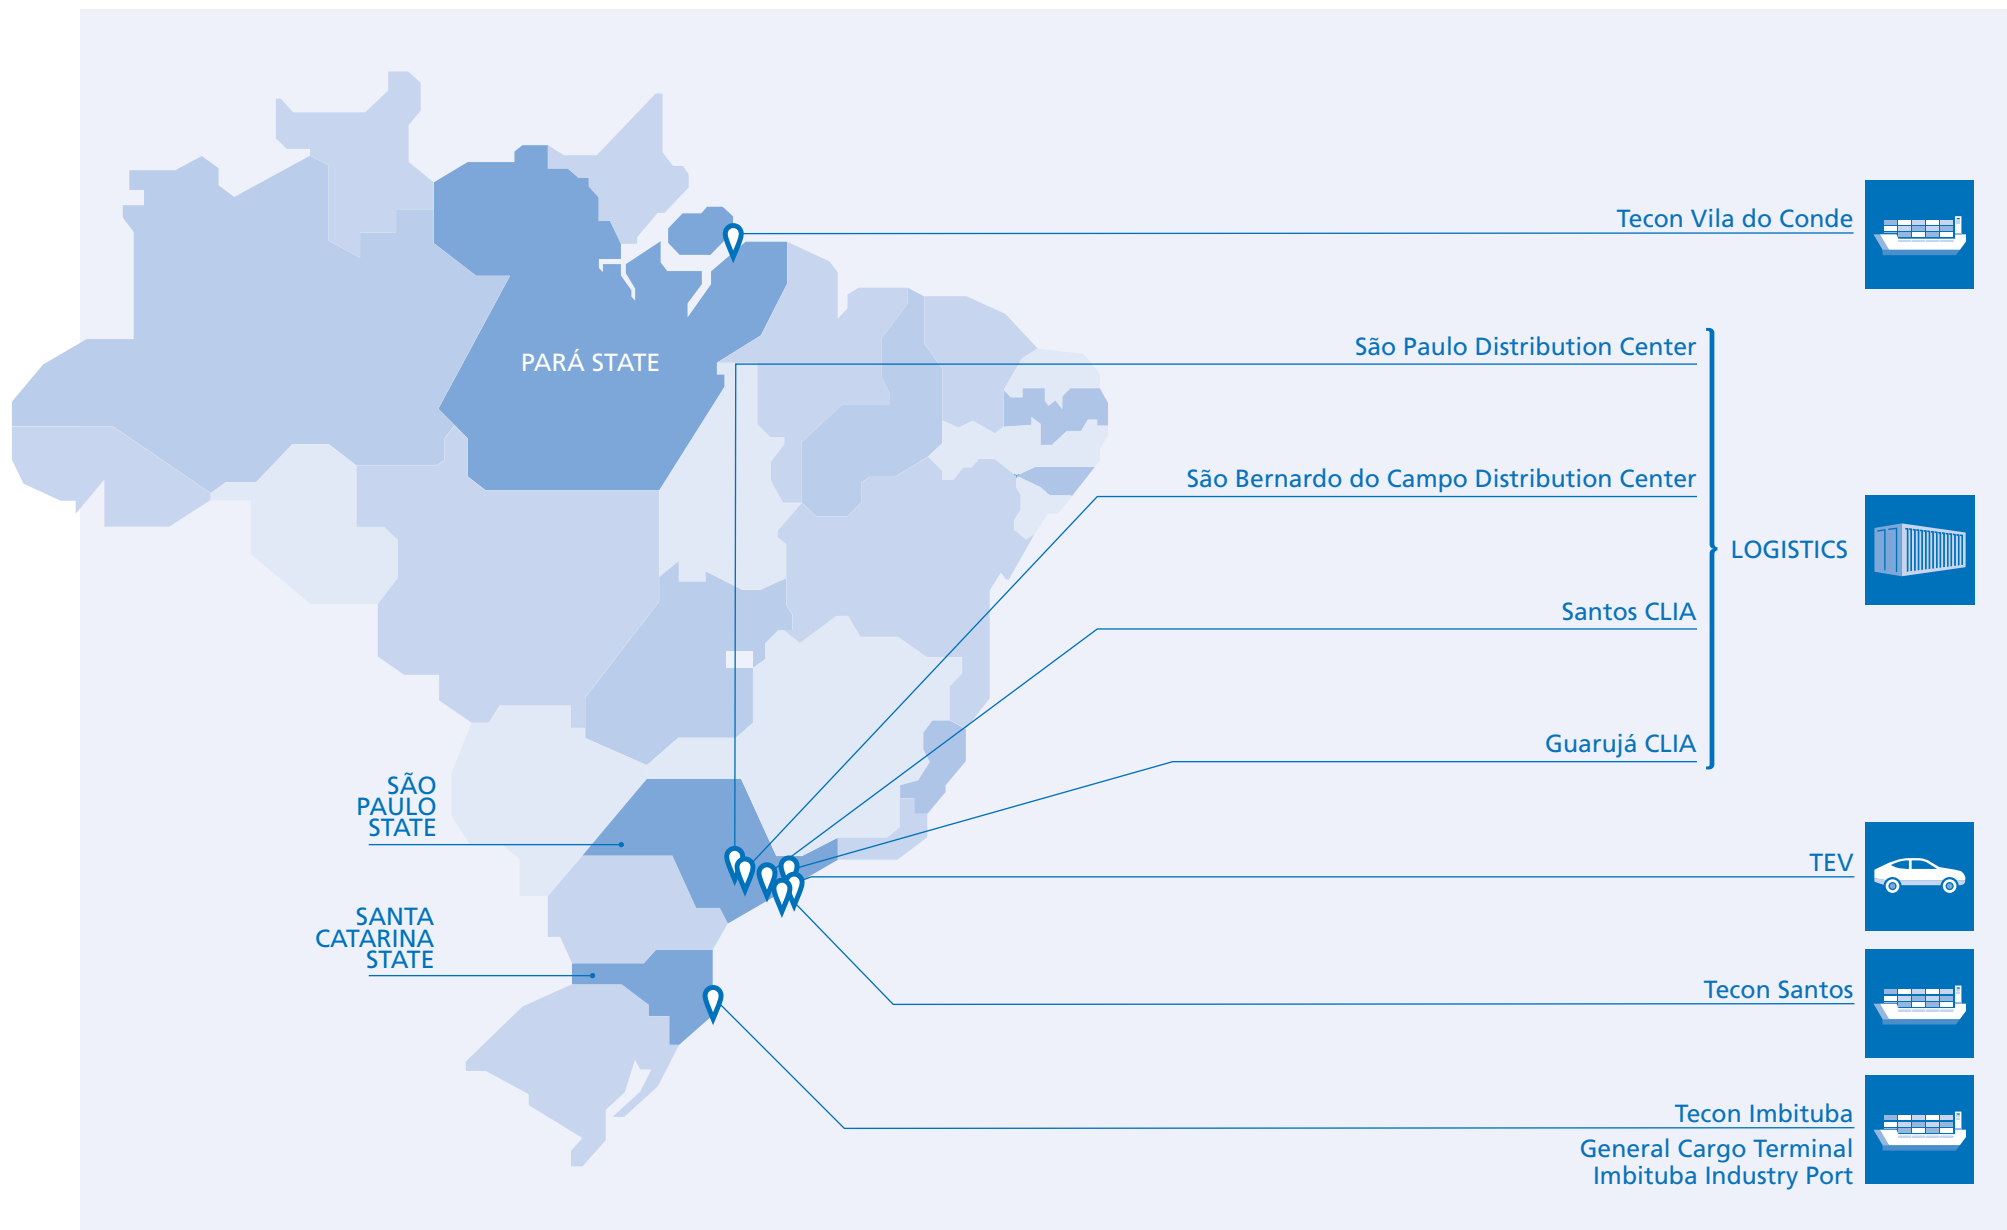 Tecon Vila do Conde
São Paulo Distribution Center
PARÁ STATE
São Bernardo do Campo Distribution Center
LOGISTICS
Santos CLIA
Guarujá CLIA
SÃO
PAULO
STATE
TEV
SANTA
CATARINA
STATE
Tecon Santos
Tecon Imbituba
General Cargo Terminal
Imbituba Industry Port